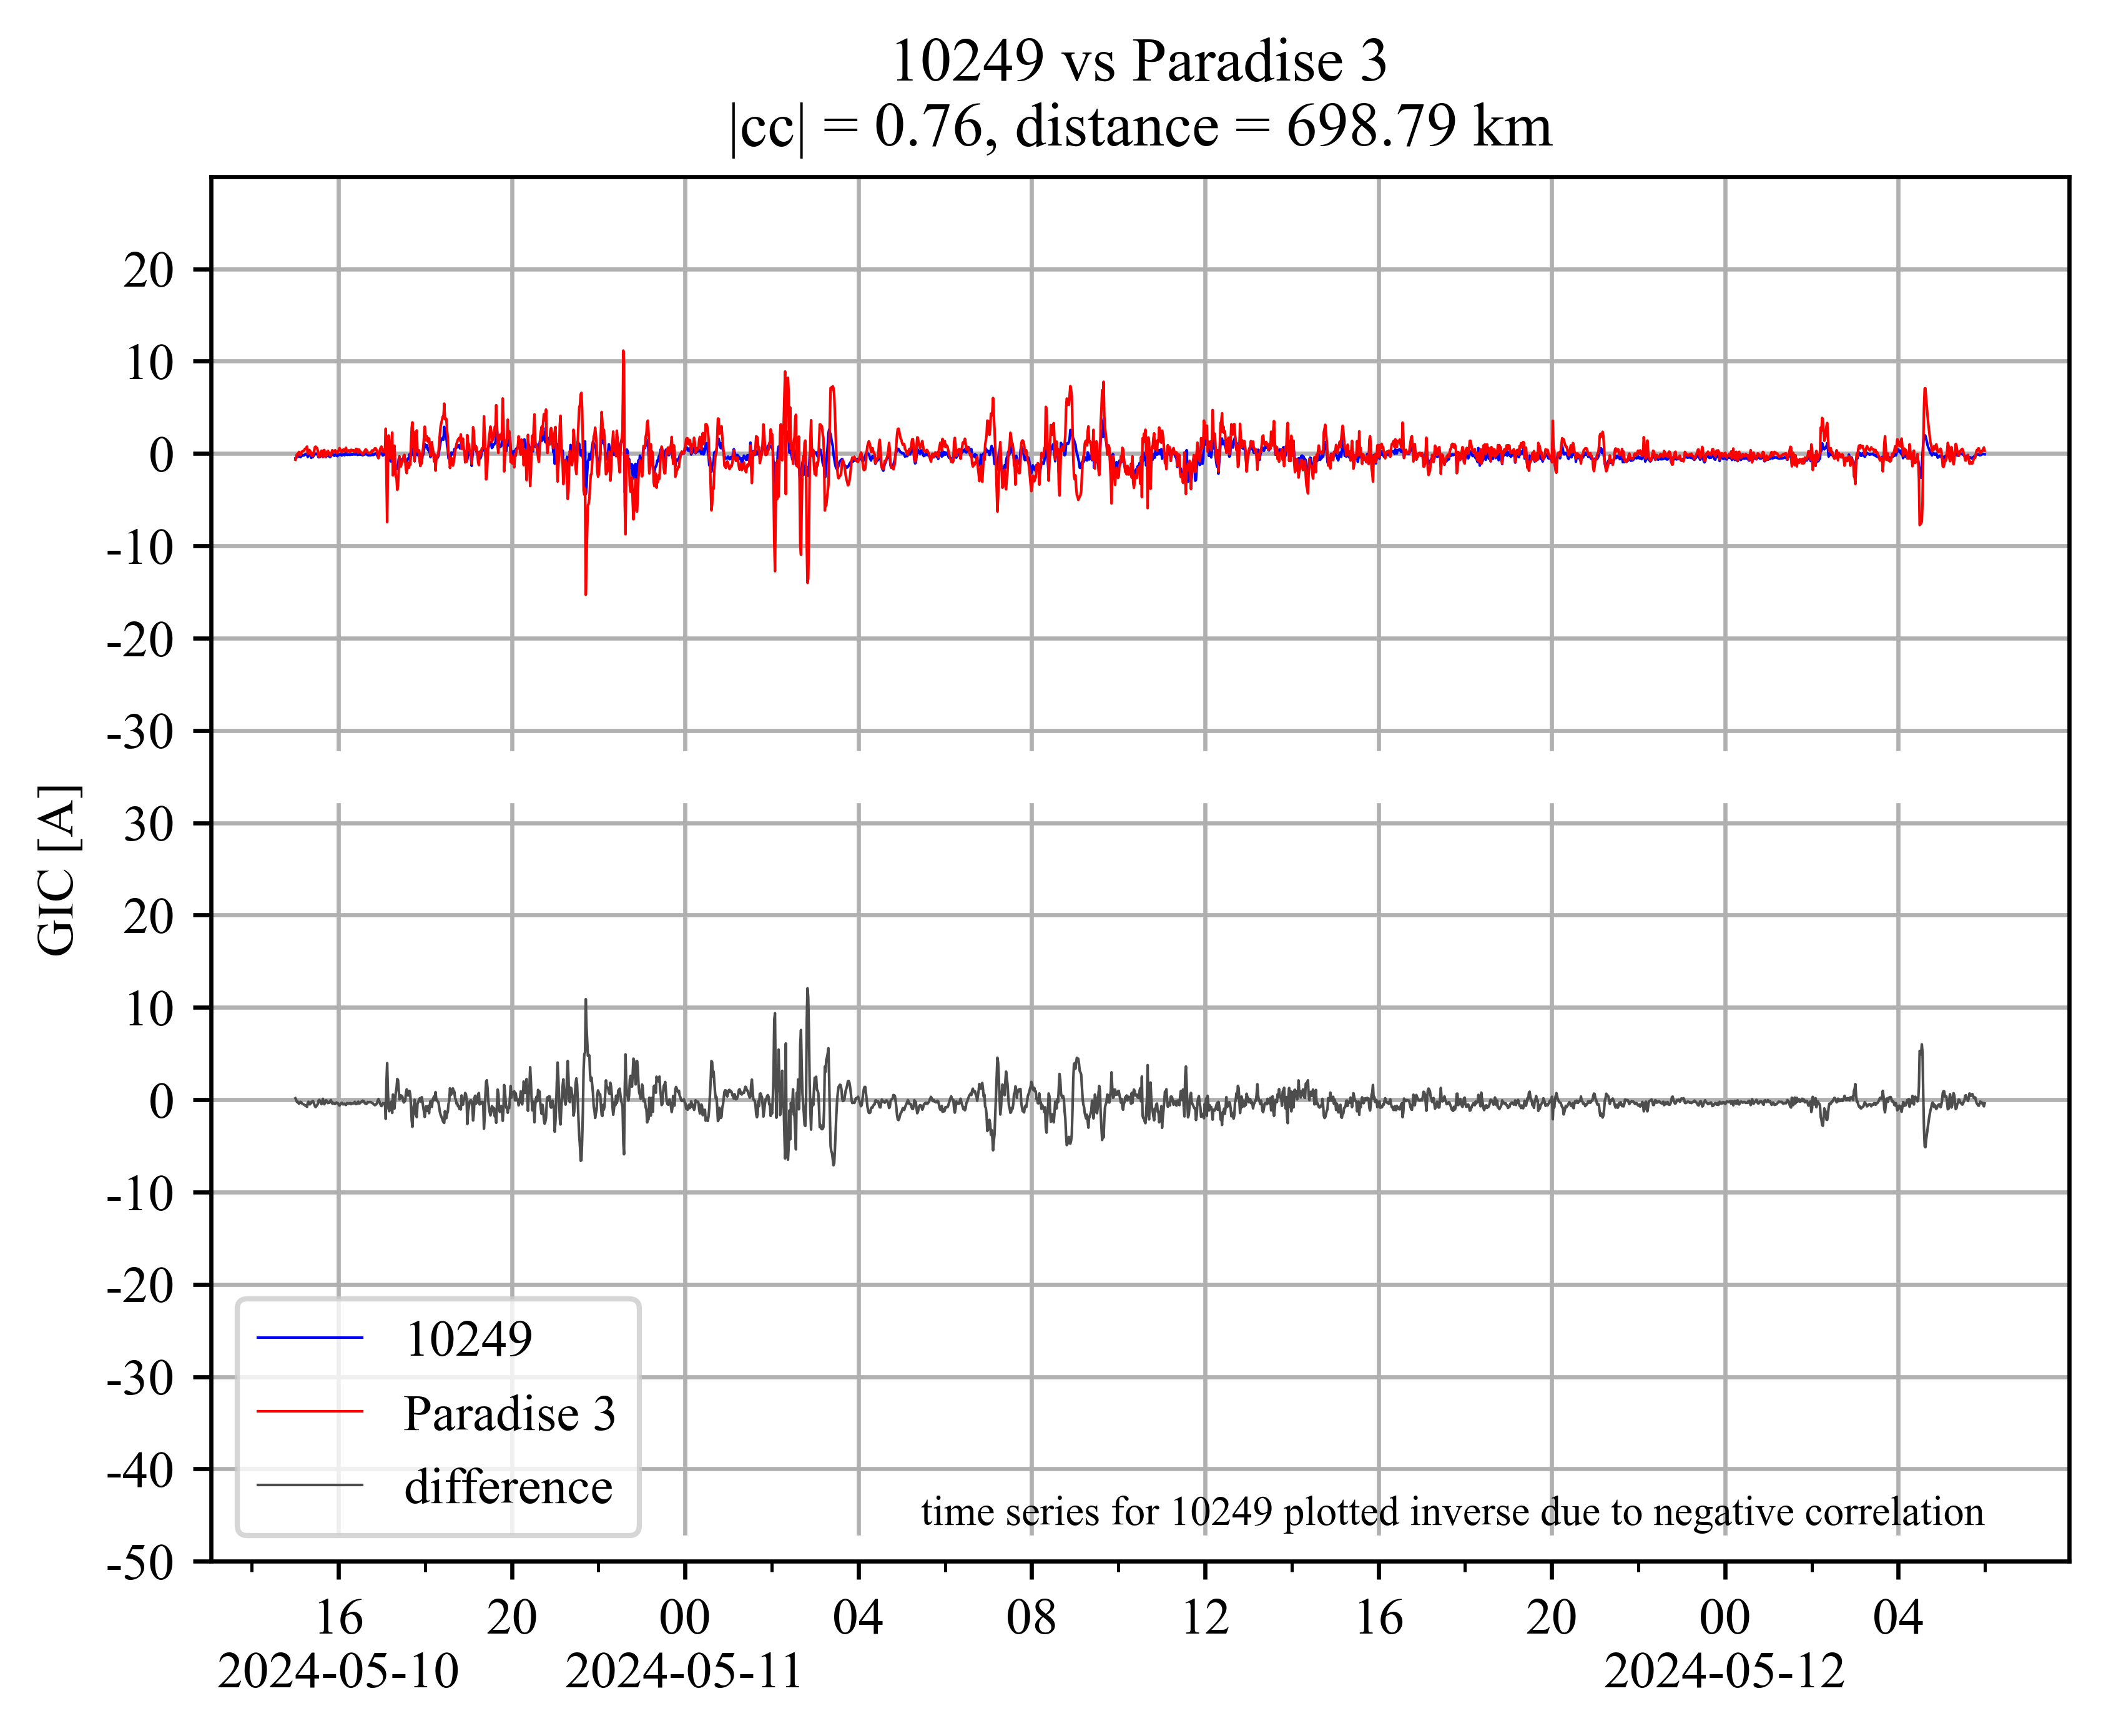 10249 vs Paradise 3
|cc| = 0.76, distance = 698.79 km
20
10
0
-10
-20
-30
30
20
10
0
-10
-20
-30
-40
-50
GIC [A]
10249
Paradise 3
difference
time series for 10249 plotted inverse due to negative correlation
16 20 00 04 08 12 16 20 00 04
2024-05-10 2024-05-11 2024-05-12